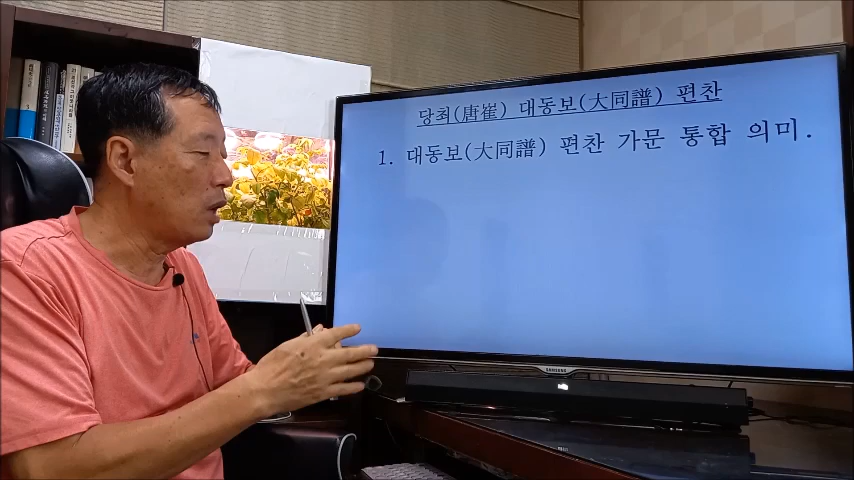 당최(唐崔) 대동보(大同譜) 편찬
1. 대동보(大同譜) 편찬 가문 통합 의미.
SAMSUNG